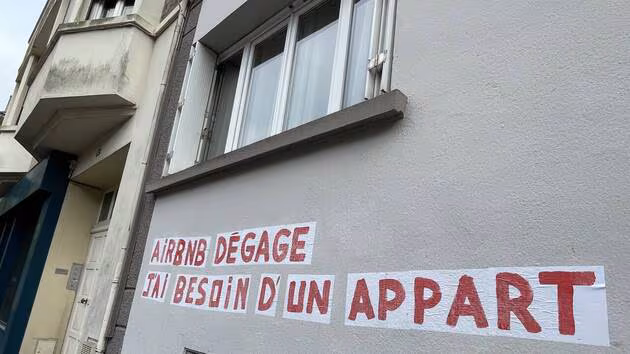 AiRBNB DÉGAGE
J'AI BESOiN D'UN APPART